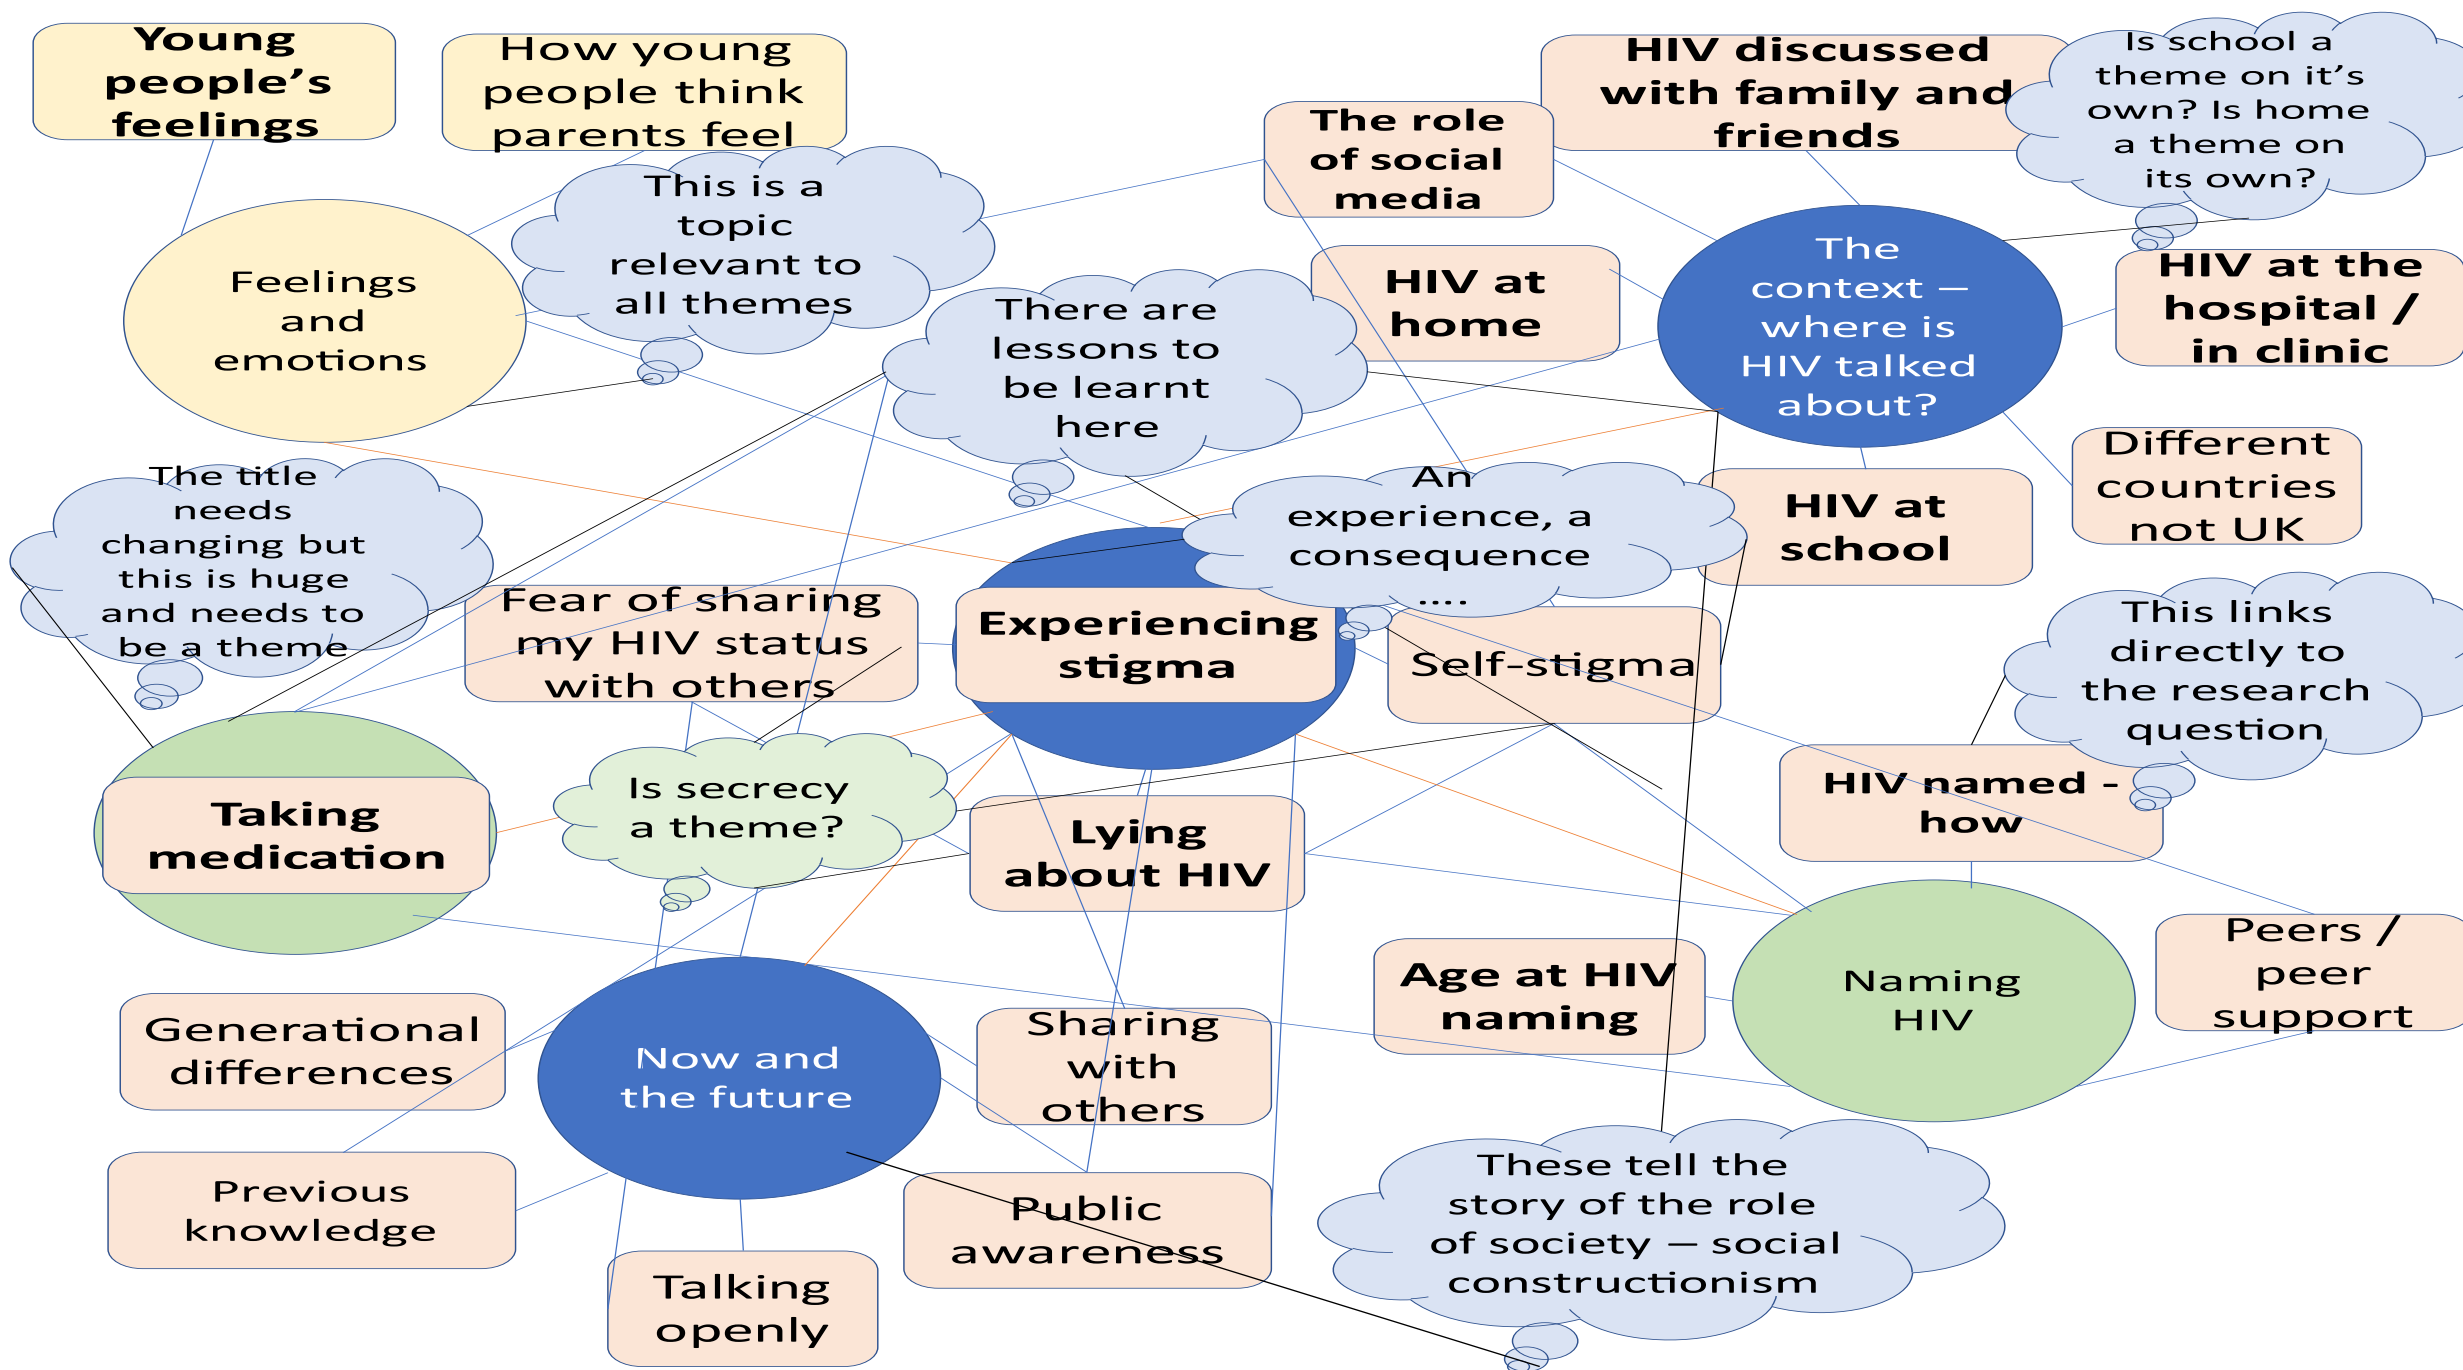 Young
people’s
feelings
How young
people think
parents feel
HIV discussed
with family and
friends
Is school a
theme on it’s
own? Is home
a theme on
its own?
The role
of social
media
This is a
topic
relevant to
all themes
Feelings
and
emotions
There are
lessons to
be learnt
here
HIV at
home
The
context –
where is
HIV talked
about?
HIV at the
hospital /
in clinic
Different
countries
not UK
The title
needs
changing but
this is huge
and needs to
be a theme
An
experience, a
consequence
....
HIV at
school
Fear of sharing
my HIV status
with others
Experiencing
stigma
Self-stigma
This links
directly to
the research
question
Taking
medication
Is secrecy
a theme?
Lying
about HIV
HIV named -
how
Age at HIV
naming
Naming
HIV
Peers /
peer
support
Generational
differences
Now and
the future
Sharing
with
others
Previous
knowledge
Public
awareness
Talking
openly
These tell the
story of the role
of society – social
constructionism